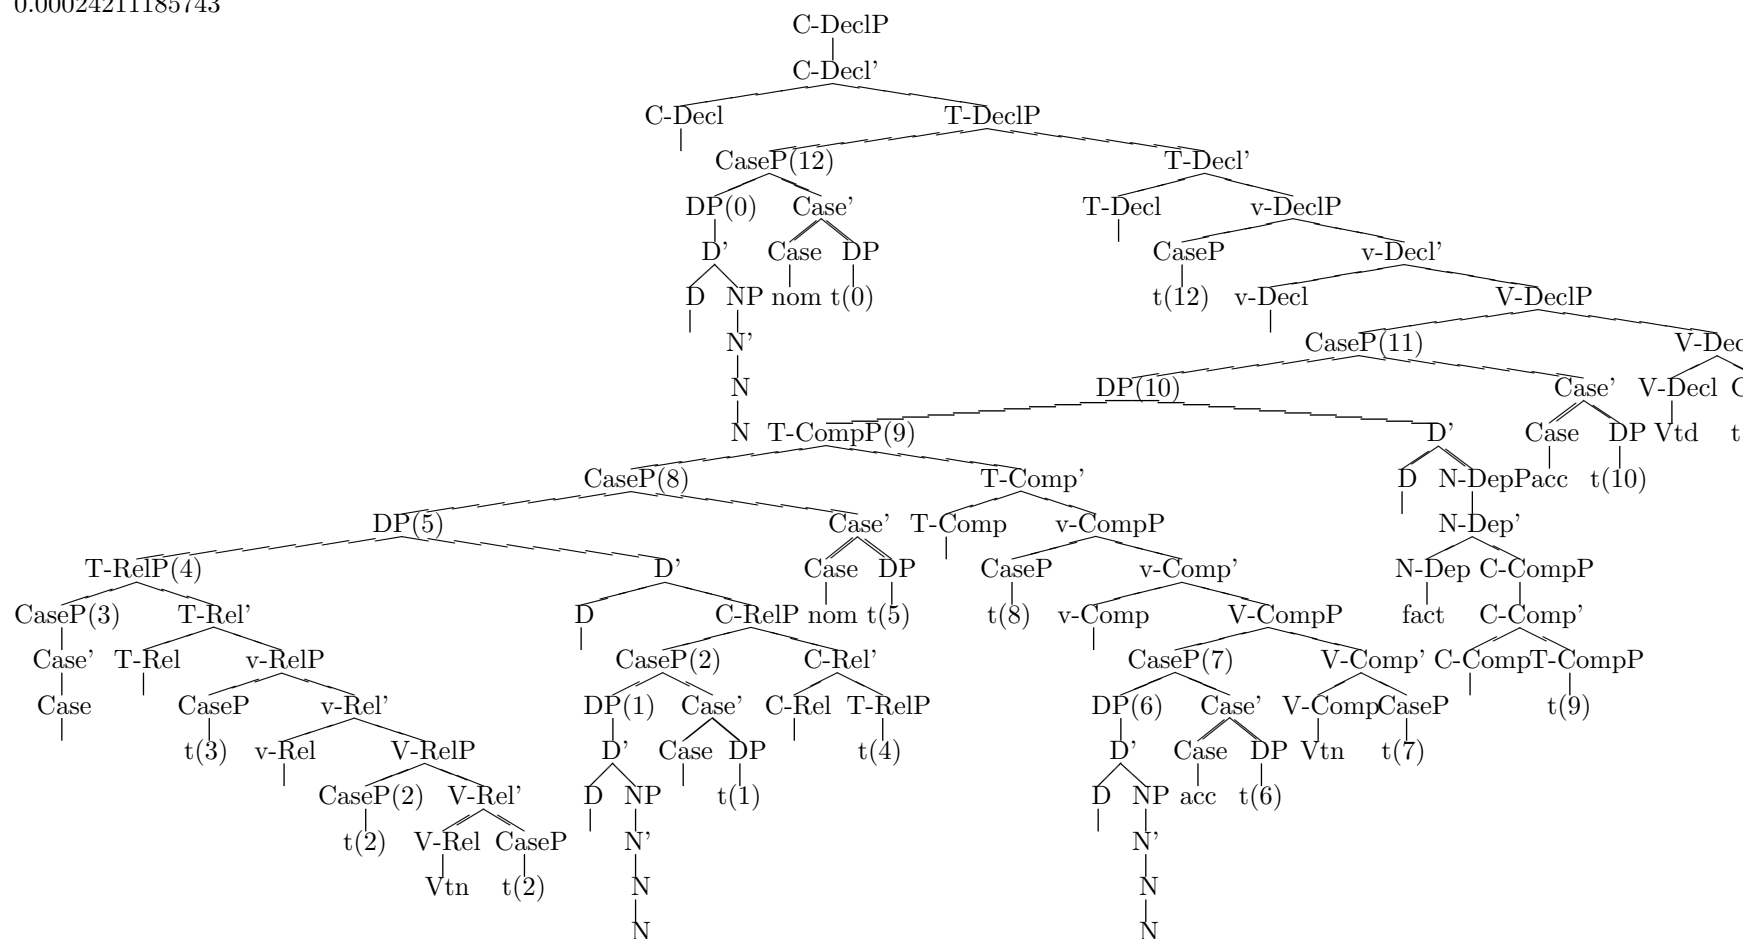 0.00024211185743
C-DeclP
C-Decl'
C-Decl T-DeclP
CaseP(12) T-Decl'
DP(0) Case' T-Decl v-DeclP
D' Case DP CaseP v-Decl'
D NP nom t(0) t(12) v-Decl V-DeclP
N' CaseP(11) V-Dec
N DP(10) Case' V-Decl C
N T-CompP(9) D' Case DP Vtd t
CaseP(8) T-Comp' D N-DepP acc t(10)
DP(5) Case' T-Comp v-CompP N-Dep'
T-RelP(4) D' Case DP CaseP v-Comp' N-Dep C-CompP
CaseP(3) T-Rel' D C-RelP nom t(5) t(8) v-Comp V-CompP fact C-Comp'
Case' T-Rel v-RelP CaseP(2) C-Rel' CaseP(7) V-Comp' C-Comp T-CompP
Case CaseP v-Rel' DP(1) Case' C-Rel T-RelP DP(6) Case' V-Comp CaseP t(9)
t(3) v-Rel V-RelP D' Case DP t(4) D' Case DP Vtn t(7)
CaseP(2) V-Rel' D NP t(1) D NP acc t(6)
t(2) V-Rel CaseP N' N'
Vtn t(2) N N
N N